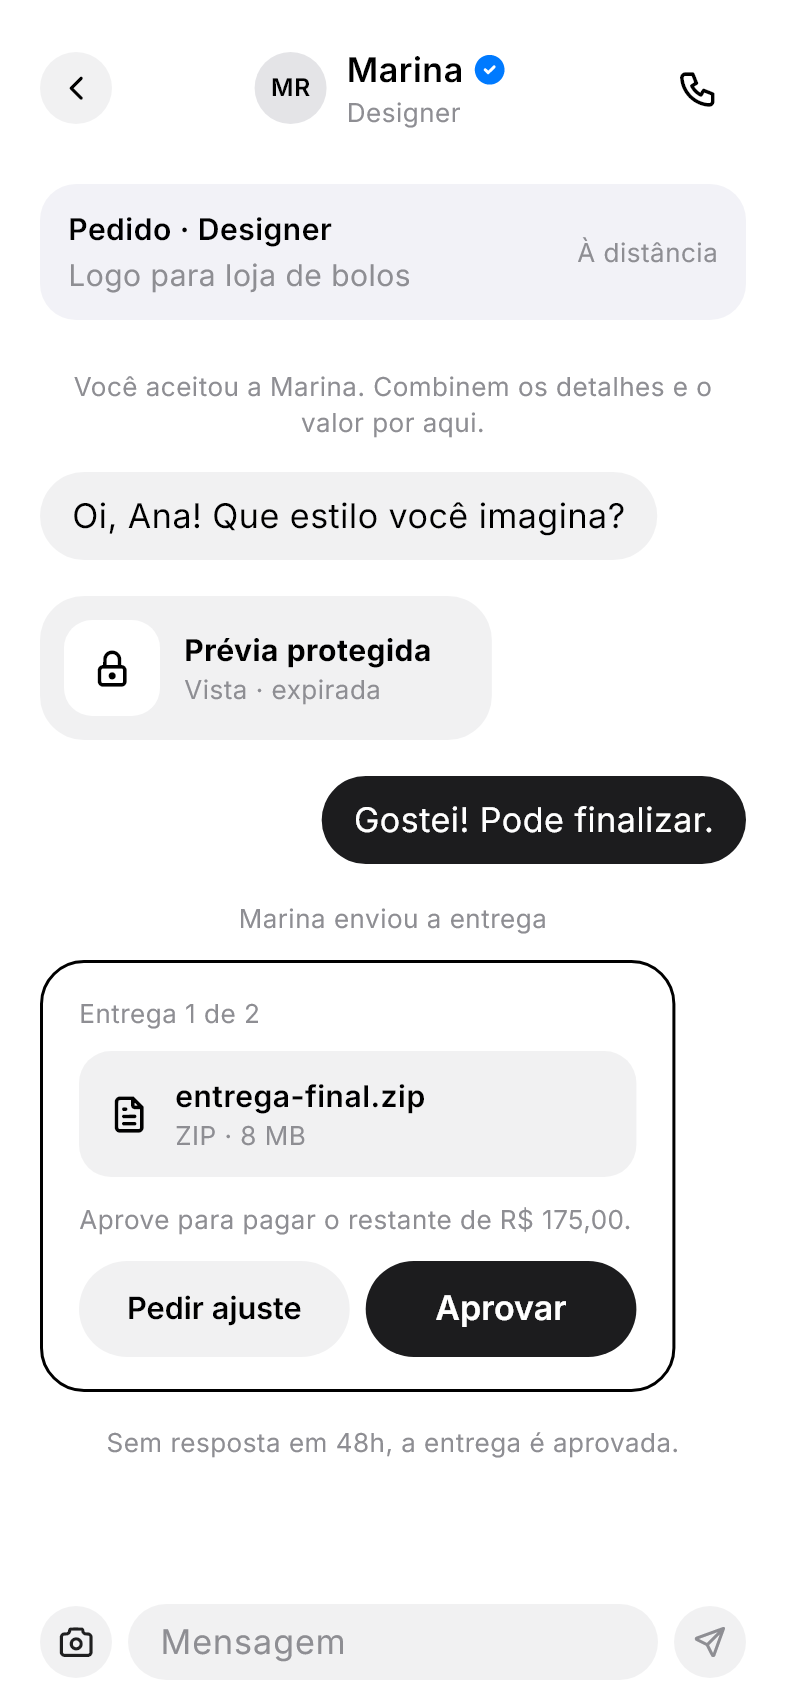 MR
Marina
Designer
Pedido · Designer
Logo para loja de bolos
À distância
Você aceitou a Marina. Combinem os detalhes e o
valor por aqui.
Oi, Ana! Que estilo você imagina?
Prévia protegida
Vista · expirada
Gostei! Pode finalizar.
Marina enviou a entrega
Entrega 1 de 2
entrega-final.zip
ZIP · 8 MB
Aprove para pagar o restante de R$ 175,00.
Pedir ajuste
Aprovar
Sem resposta em 48h, a entrega é aprovada.
Mensagem